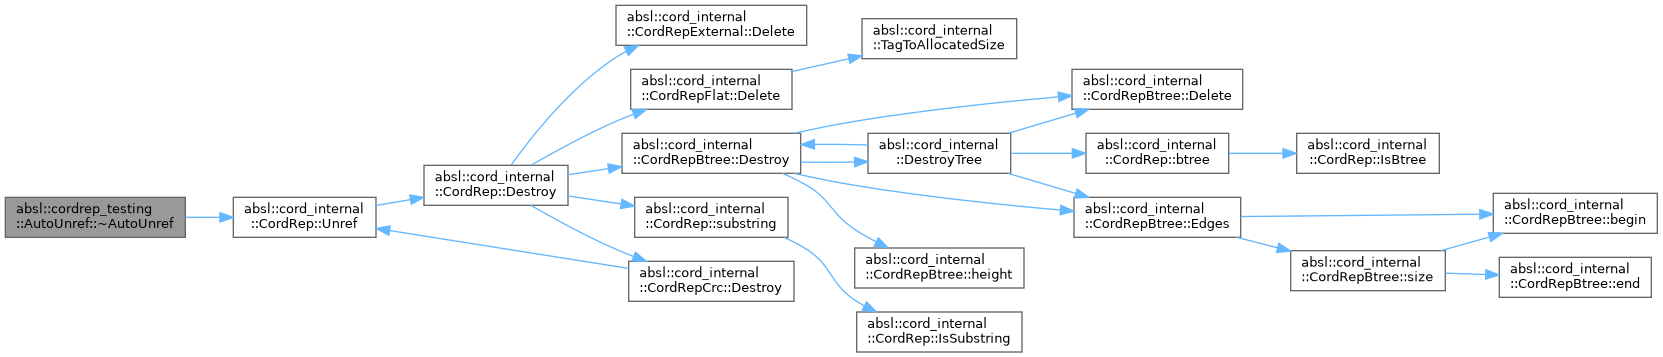 absl::cordrep_testing
::AutoUnref::~AutoUnref
absl::cord_internal
::CordRep::Unref
absl::cord_internal
::CordRep::Destroy
absl::cord_internal
::CordRepExternal::Delete
absl::cord_internal
::CordRepFlat::Delete
absl::cord_internal
::TagToAllocatedSize
absl::cord_internal
::CordRepBtree::Destroy
absl::cord_internal
::DestroyTree
absl::cord_internal
::CordRepBtree::Delete
absl::cord_internal
::CordRep::btree
absl::cord_internal
::CordRep::IsBtree
absl::cord_internal
::CordRep::substring
absl::cord_internal
::CordRepCrc::Destroy
absl::cord_internal
::CordRepBtree::height
absl::cord_internal
::CordRep::IsSubstring
absl::cord_internal
::CordRepBtree::Edges
absl::cord_internal
::CordRepBtree::size
absl::cord_internal
::CordRepBtree::begin
absl::cord_internal
::CordRepBtree::end